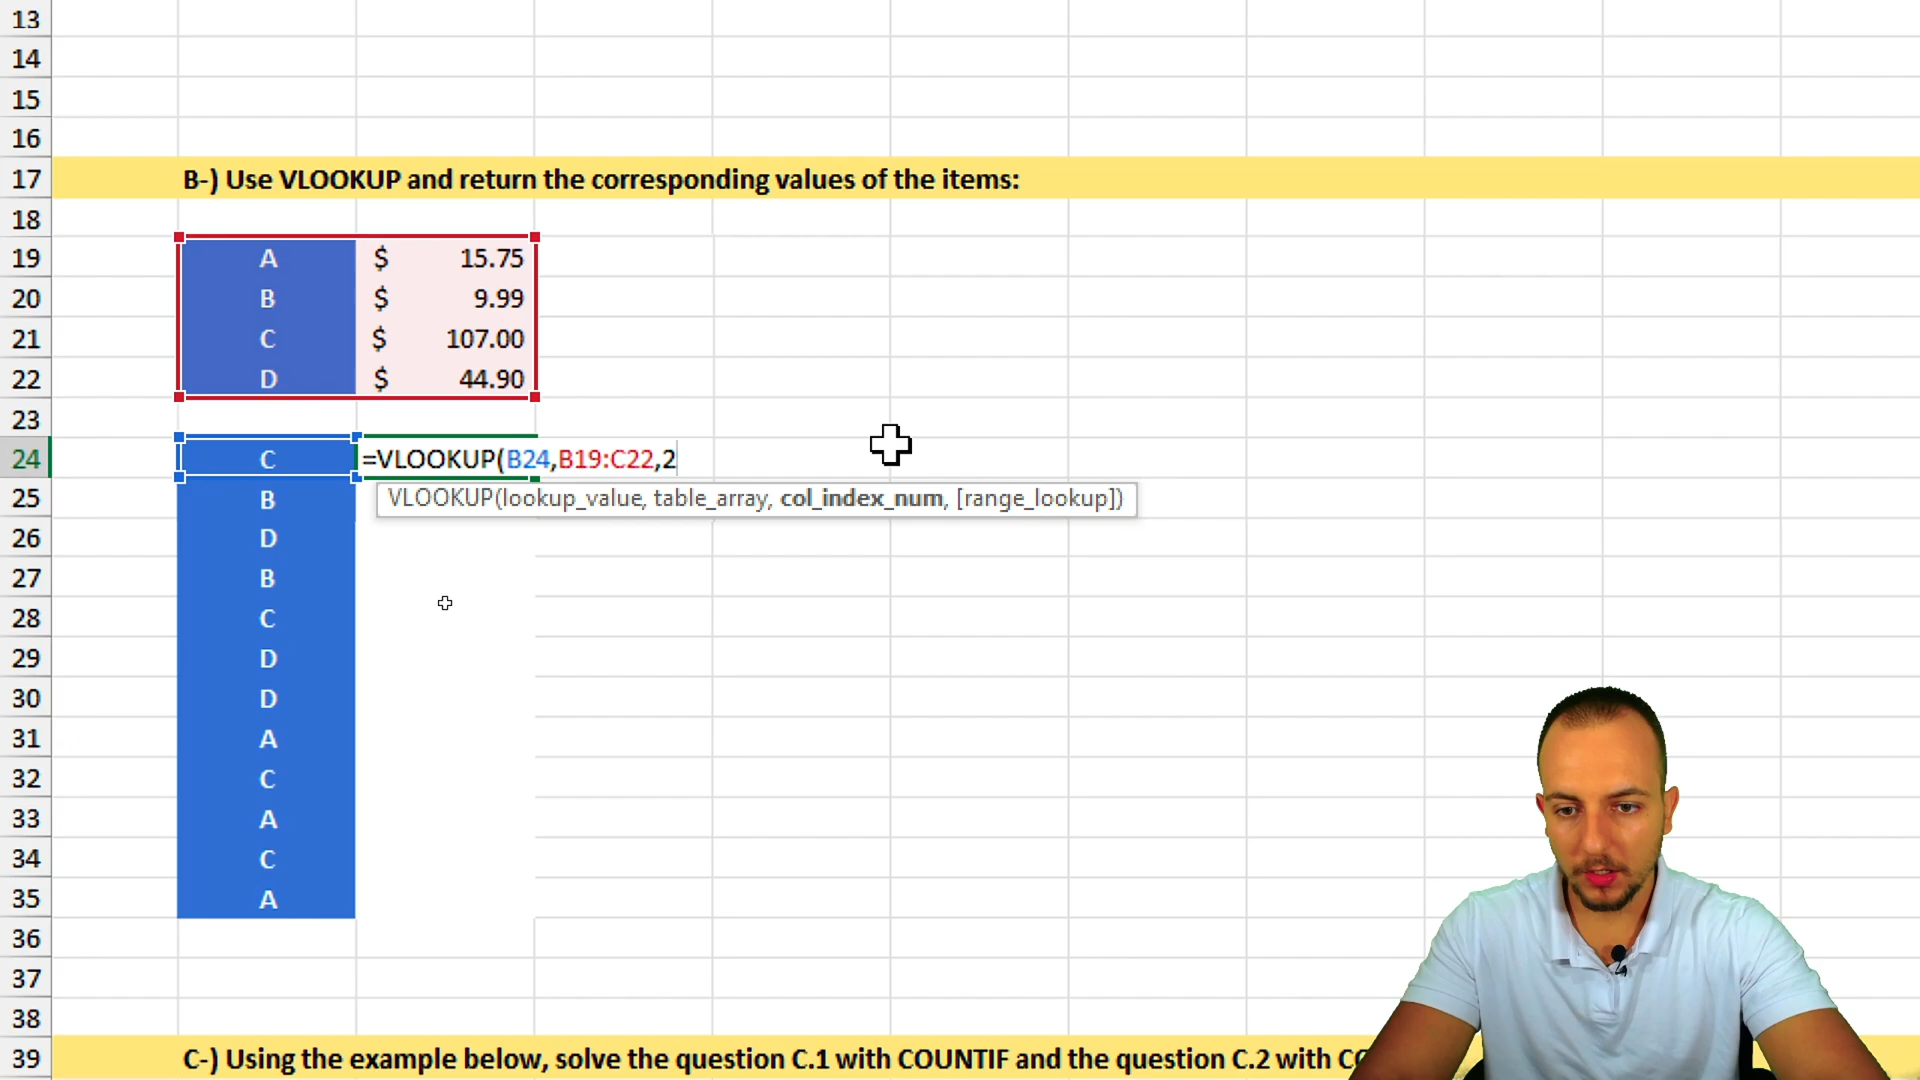 13
14
15
16
17 B-) Use VLOOKUP and return the corresponding values of the items:
18
19 A $ 15.75
20 B $ 9.99
21 C $ 107.00
22 D $ 44.90
23
24 C =VLOOKUP(B24,B19:C22,2
VLOOKUP(lookup_value, table_array, col_index_num, [range_lookup])
25 B
26 D
27 B
28 C
29 D
30 D
31 A
32 C
33 A
34 C
35 A
36
37
38
39 C-) Using the example below, solve the question C.1 with COUNTIF and the question C.2 with